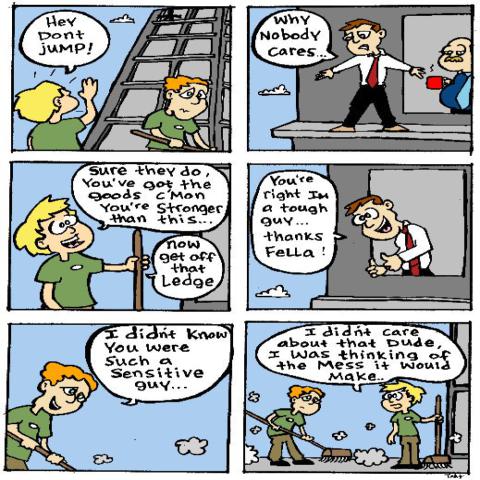 Hey
Dont
jUMP!
Why
Nobody
Cares...
Sure they do,
You've got the
goods c'mon
You're Stronger
than this...
now
get off
that
Ledge
You're
right Im
a tough
guy...
thanks
Fella!
I didn't know
You were
Such a
Sensitive
guy...
I didn't care
about that Dude,
I was thinking of
the Mess it would
Make..